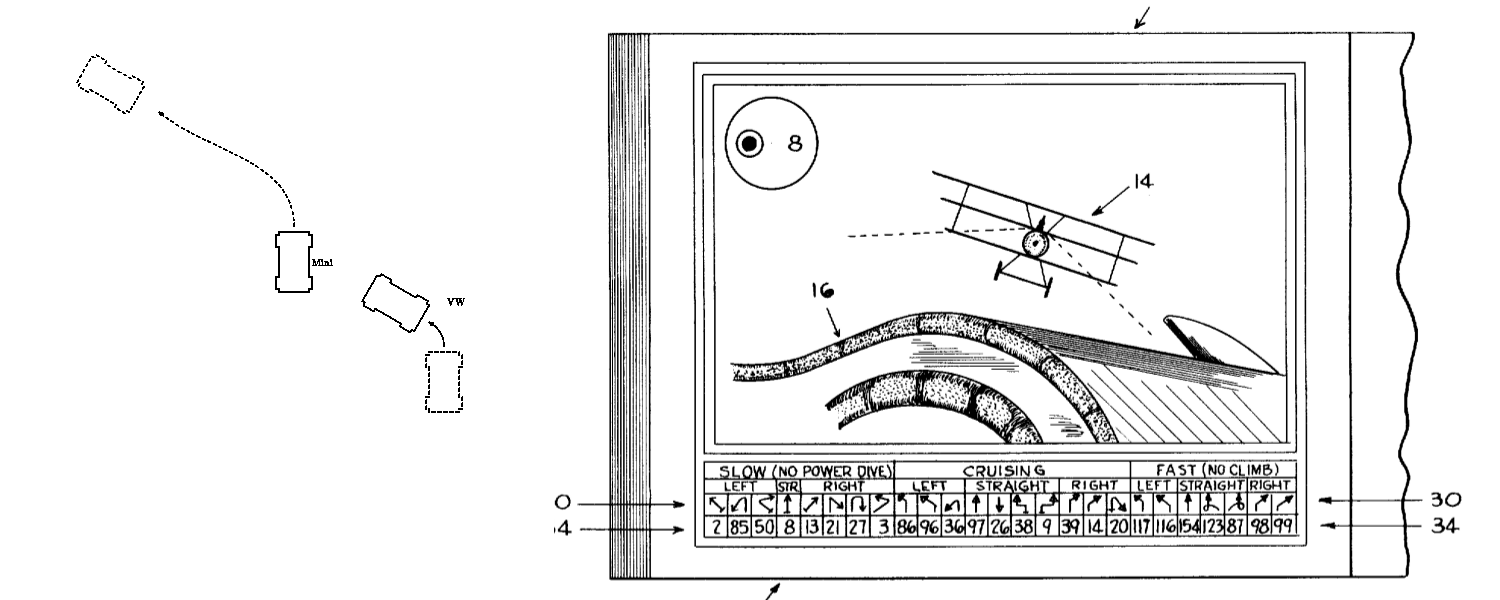 Mini
VW
8
14
16
SLOW (NO POWER DIVE) CRUISING FAST (NO CLIMB)
LEFT STR RIGHT LEFT STRAIGHT RIGHT LEFT STRAIGHT RIGHT
0 30
2 85 50 8 13 21 27 3 86 96 36 97 26 38 9 39 14 20 117 116 154 123 87 98 99
4 34